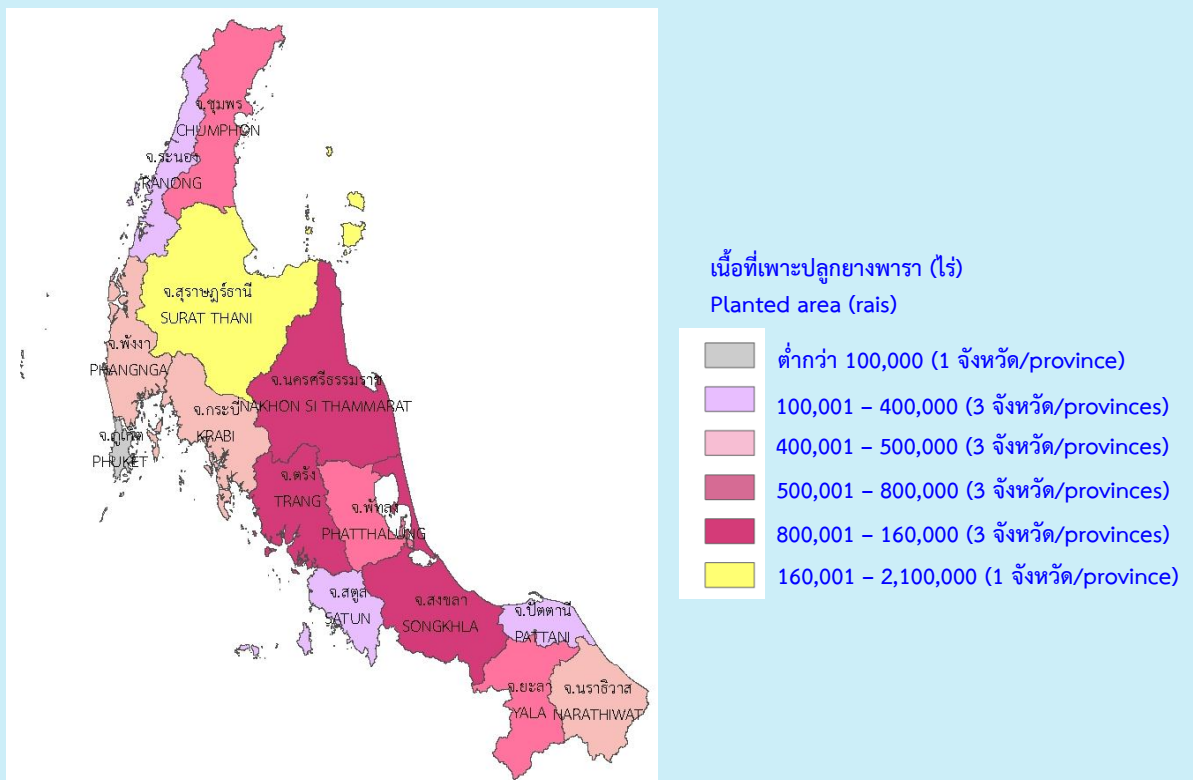 จ.ชุมพร
CHUMPHON
จ.ระนอง
RANONG
จ.สุราษฎร์ธานี
SURAT THANI
จ.พังงา
PHANGNGA
จ.นครศรีธรรมราช
NAKHON SI THAMMARAT
จ.กระบี่
KRABI
จ.ภูเก็ต
PHUKET
จ.ตรัง
TRANG
จ.พัทลุง
PHATTHALUNG
จ.สตูล
SATUN
จ.สงขลา
SONGKHLA
จ.ปัตตานี
PATTANI
จ.ยะลา
YALA
จ.นราธิวาส
NARATHIWAT
เนื้อที่เพาะปลูกยางพารา (ไร่)
Planted area (rais)
ต่ำกว่า 100,000 (1 จังหวัด/province)
100,001 – 400,000 (3 จังหวัด/provinces)
400,001 – 500,000 (3 จังหวัด/provinces)
500,001 – 800,000 (3 จังหวัด/provinces)
800,001 – 160,000 (3 จังหวัด/provinces)
160,001 – 2,100,000 (1 จังหวัด/province)